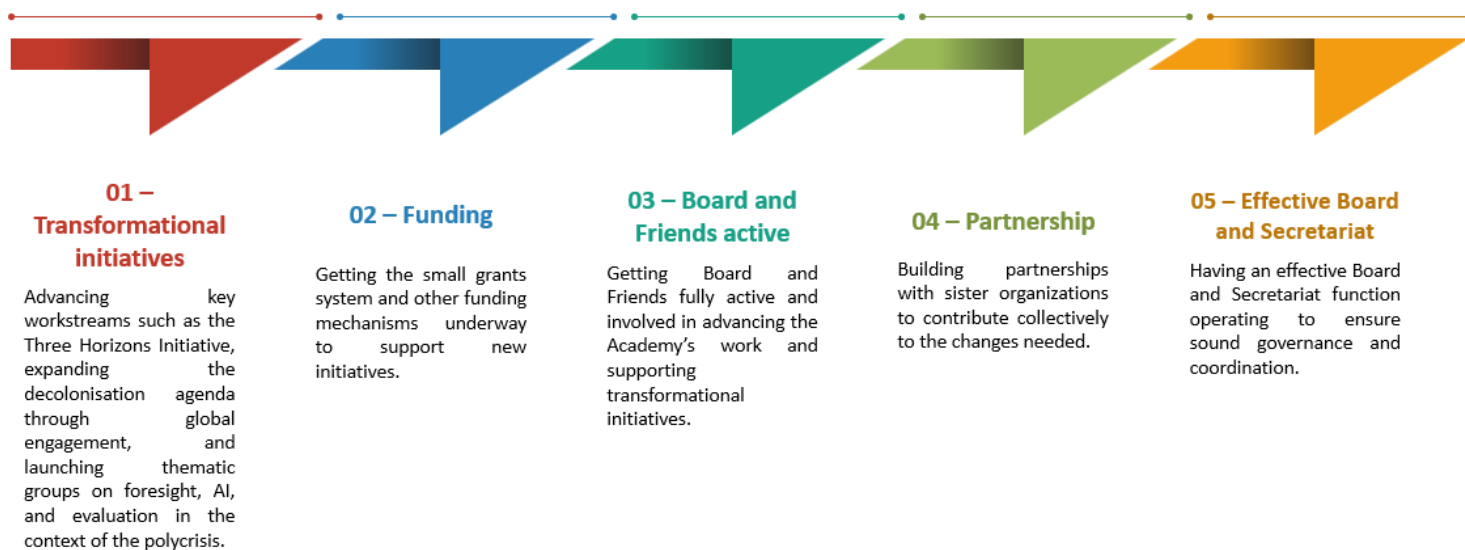 01 –
Transformational
initiatives
Advancing key
workstreams such as the
Three Horizons Initiative,
expanding the
decolonisation agenda
through global
engagement, and
launching thematic
groups on foresight, AI,
and evaluation in the
context of the polycrisis.
02 – Funding
Getting the small grants
system and other funding
mechanisms underway
to support new
initiatives.
03 – Board and
Friends active
Getting Board and
Friends fully active and
involved in advancing the
Academy’s work and
supporting
transformational
initiatives.
04 – Partnership
Building partnerships
with sister organizations
to contribute collectively
to the changes needed.
05 – Effective Board
and Secretariat
Having an effective Board
and Secretariat function
operating to ensure
sound governance and
coordination.